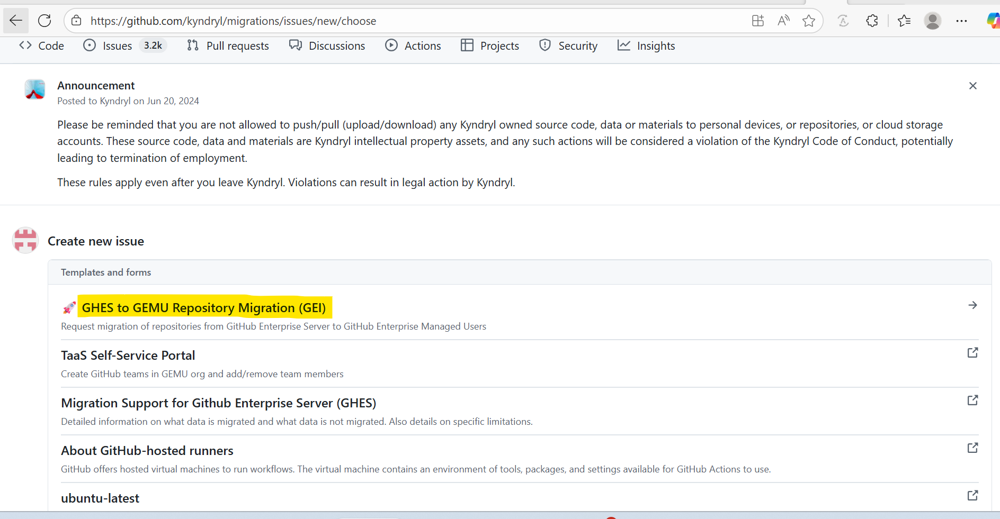 https://github.com/kyndryl/migrations/issues/new/choose
Code
Issues 3.2k
Pull requests
Discussions
Actions
Projects
Security
Insights
Announcement
Posted to Kyndryl on Jun 20, 2024
Please be reminded that you are not allowed to push/pull (upload/download) any Kyndryl owned source code, data or materials to personal devices, or repositories, or cloud storage
accounts. These source code, data and materials are Kyndryl intellectual property assets, and any such actions will be considered a violation of the Kyndryl Code of Conduct, potentially
leading to termination of employment.
These rules apply even after you leave Kyndryl. Violations can result in legal action by Kyndryl.
Create new issue
Templates and forms
🚀 GHES to GEMU Repository Migration (GEI)
Request migration of repositories from GitHub Enterprise Server to GitHub Enterprise Managed Users
TaaS Self-Service Portal
Create GitHub teams in GEMU org and add/remove team members
Migration Support for Github Enterprise Server (GHES)
Detailed information on what data is migrated and what data is not migrated. Also details on specific limitations.
About GitHub-hosted runners
GitHub offers hosted virtual machines to run workflows. The virtual machine contains an environment of tools, packages, and settings available for GitHub Actions to use.
ubuntu-latest